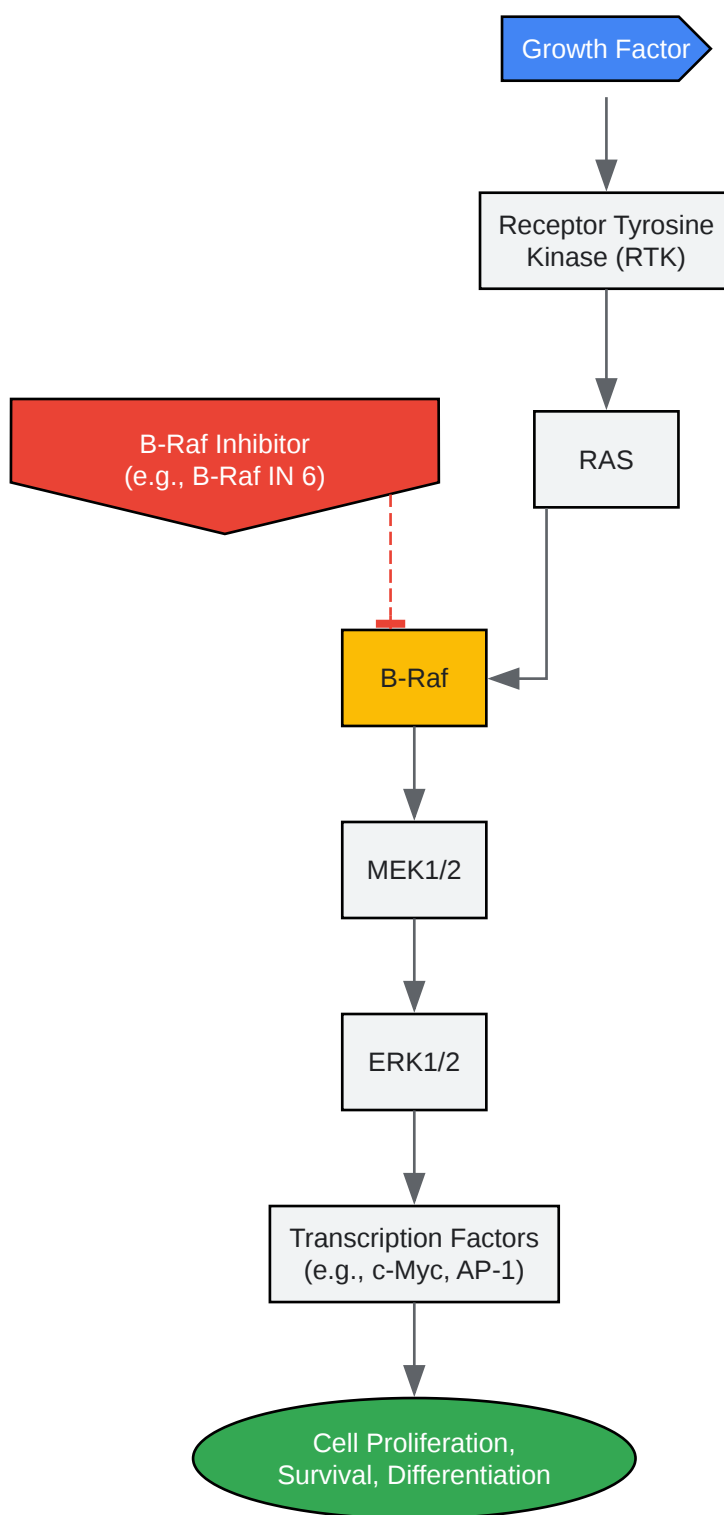 Growth Factor
Receptor Tyrosine
Kinase (RTK)
B-Raf Inhibitor
(e.g., B-Raf IN 6)
RAS
B-Raf
MEK1/2
ERK1/2
Transcription Factors
(e.g., c-Myc, AP-1)
Cell Proliferation,
Survival, Differentiation